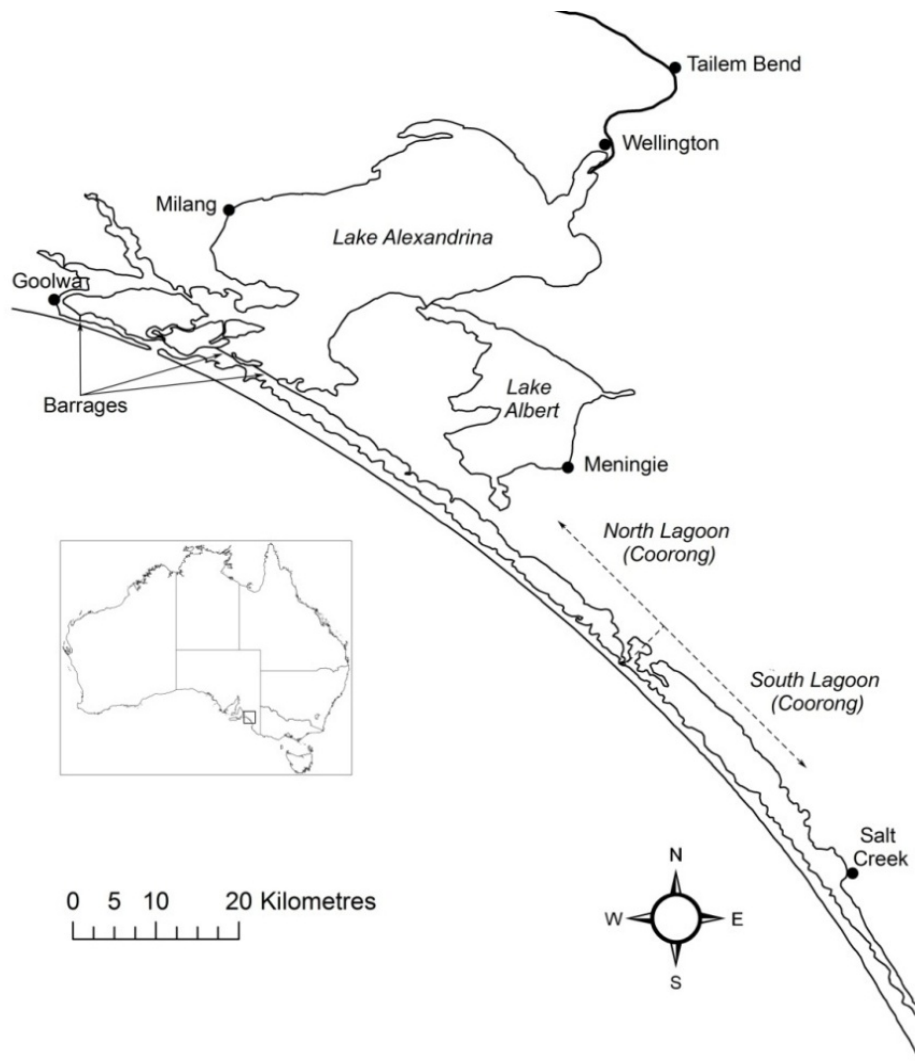 Tailem Bend
Wellington
Milang
Lake Alexandrina
Goolwa
Barrages
Lake
Albert
Meningie
North Lagoon
(Coorong)
South Lagoon
(Coorong)
Salt
Creek
0 5 10 20 Kilometres
N
W E
S